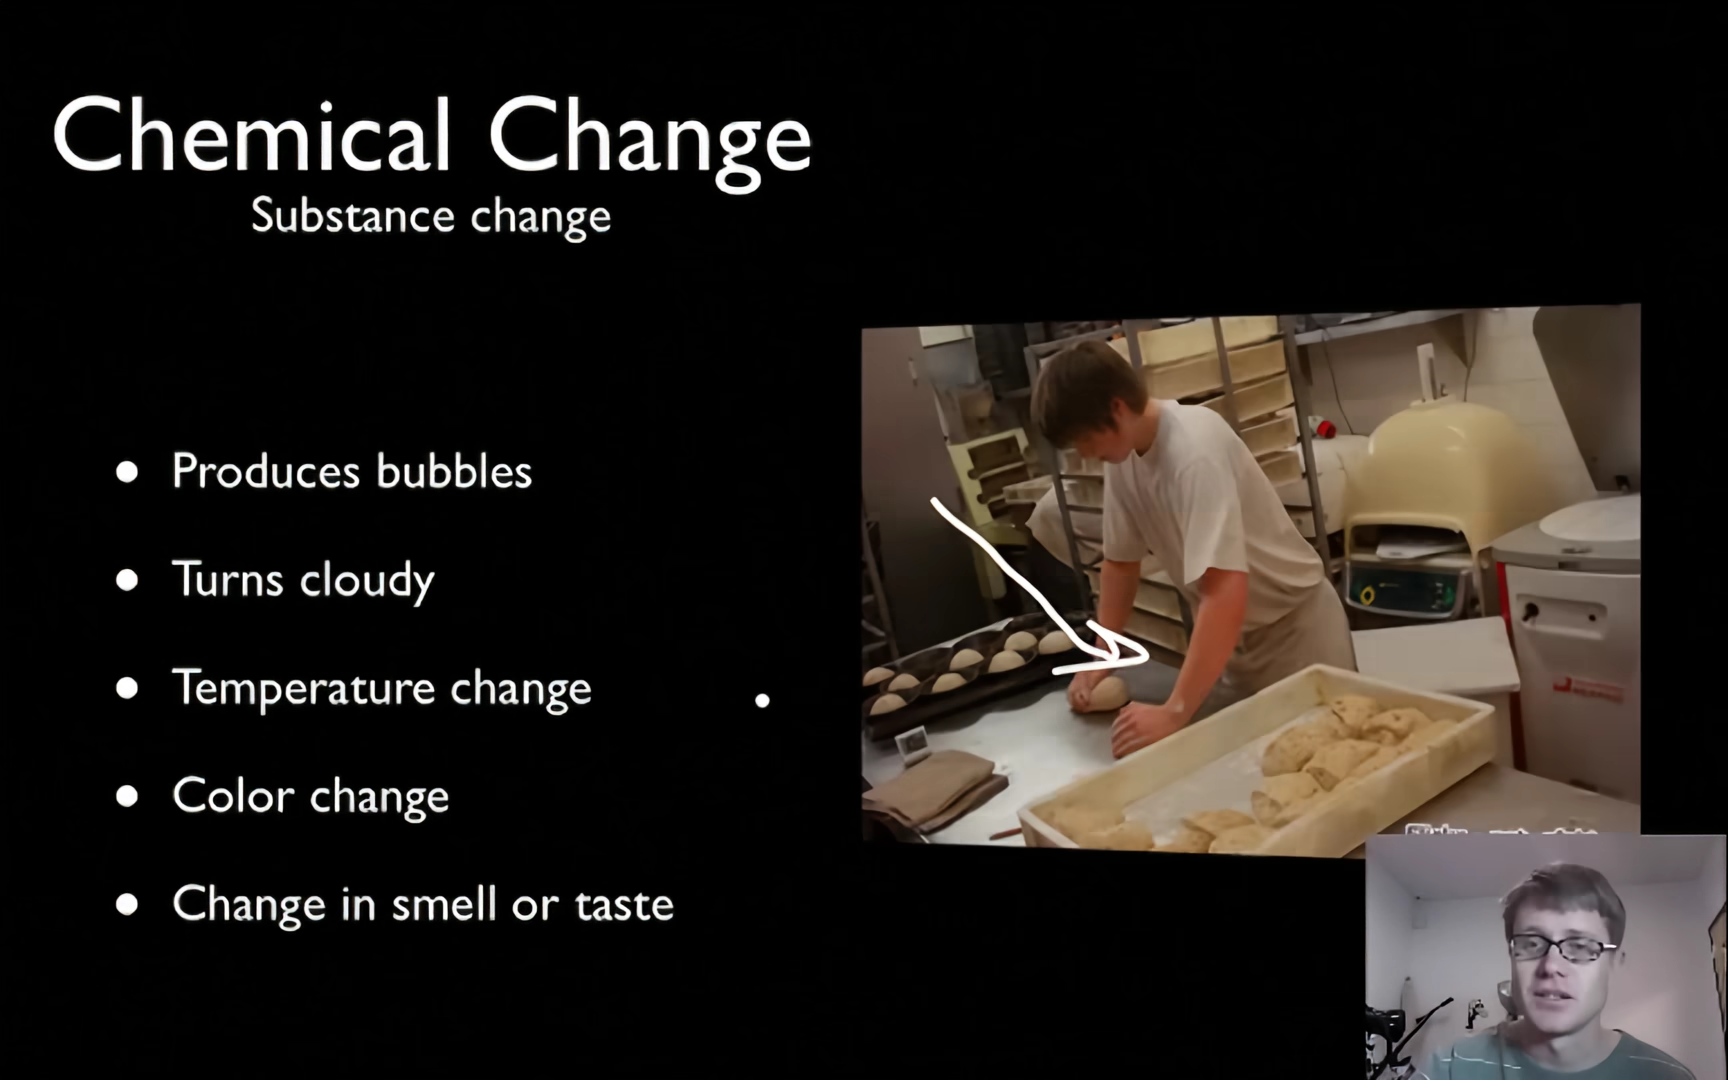 Chemical Change
Substance change
• Produces bubbles
• Turns cloudy
• Temperature change
• Color change
• Change in smell or taste